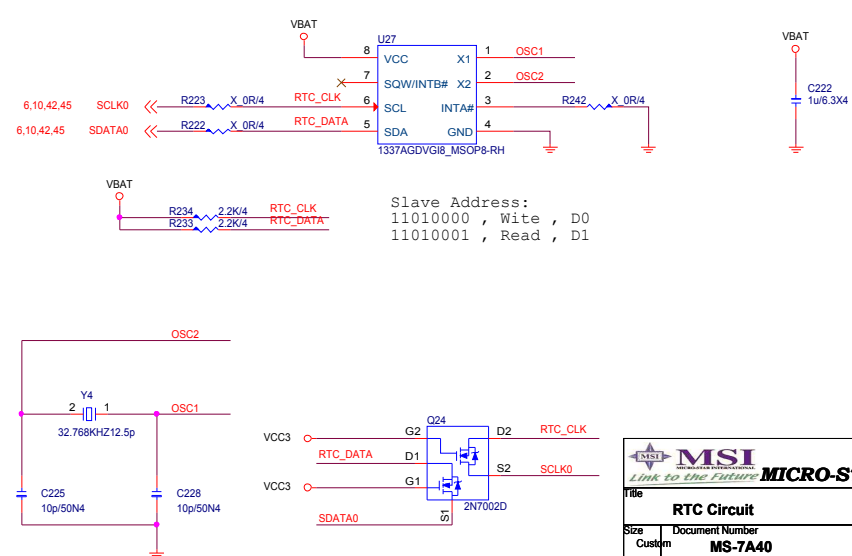 VBAT
U27
8 VCC X1 1 OSC1
7 SQW/INTB# X2 2 OSC2
6,10,42,45 SCLK0 R223 X_0R/4 RTC_CLK 6 SCL INTA# 3 R242 X_0R/4
6,10,42,45 SDATA0 R222 X_0R/4 RTC_DATA 5 SDA GND 4
1337AGDVGI8_MSOP8-RH
VBAT
C222
1u/6.3X4
VBAT
R234 2.2K/4 RTC_CLK
R233 2.2K/4 RTC_DATA
Slave Address:
11010000 , Wite , D0
11010001 , Read , D1
OSC2
Y4
2 1 OSC1
32.768KHZ12.5p
C225
10p/50N4
C228
10p/50N4
Q24
VCC3 G2 D2 RTC_CLK
RTC_DATA D1
S2 SCLK0
VCC3 G1
2N7002D
SDATA0 S1
MSI
MICRO-STAR INTERNATIONAL
Link to the Future MICRO-S
Title
RTC Circuit
Size Document Number
Custom MS-7A40